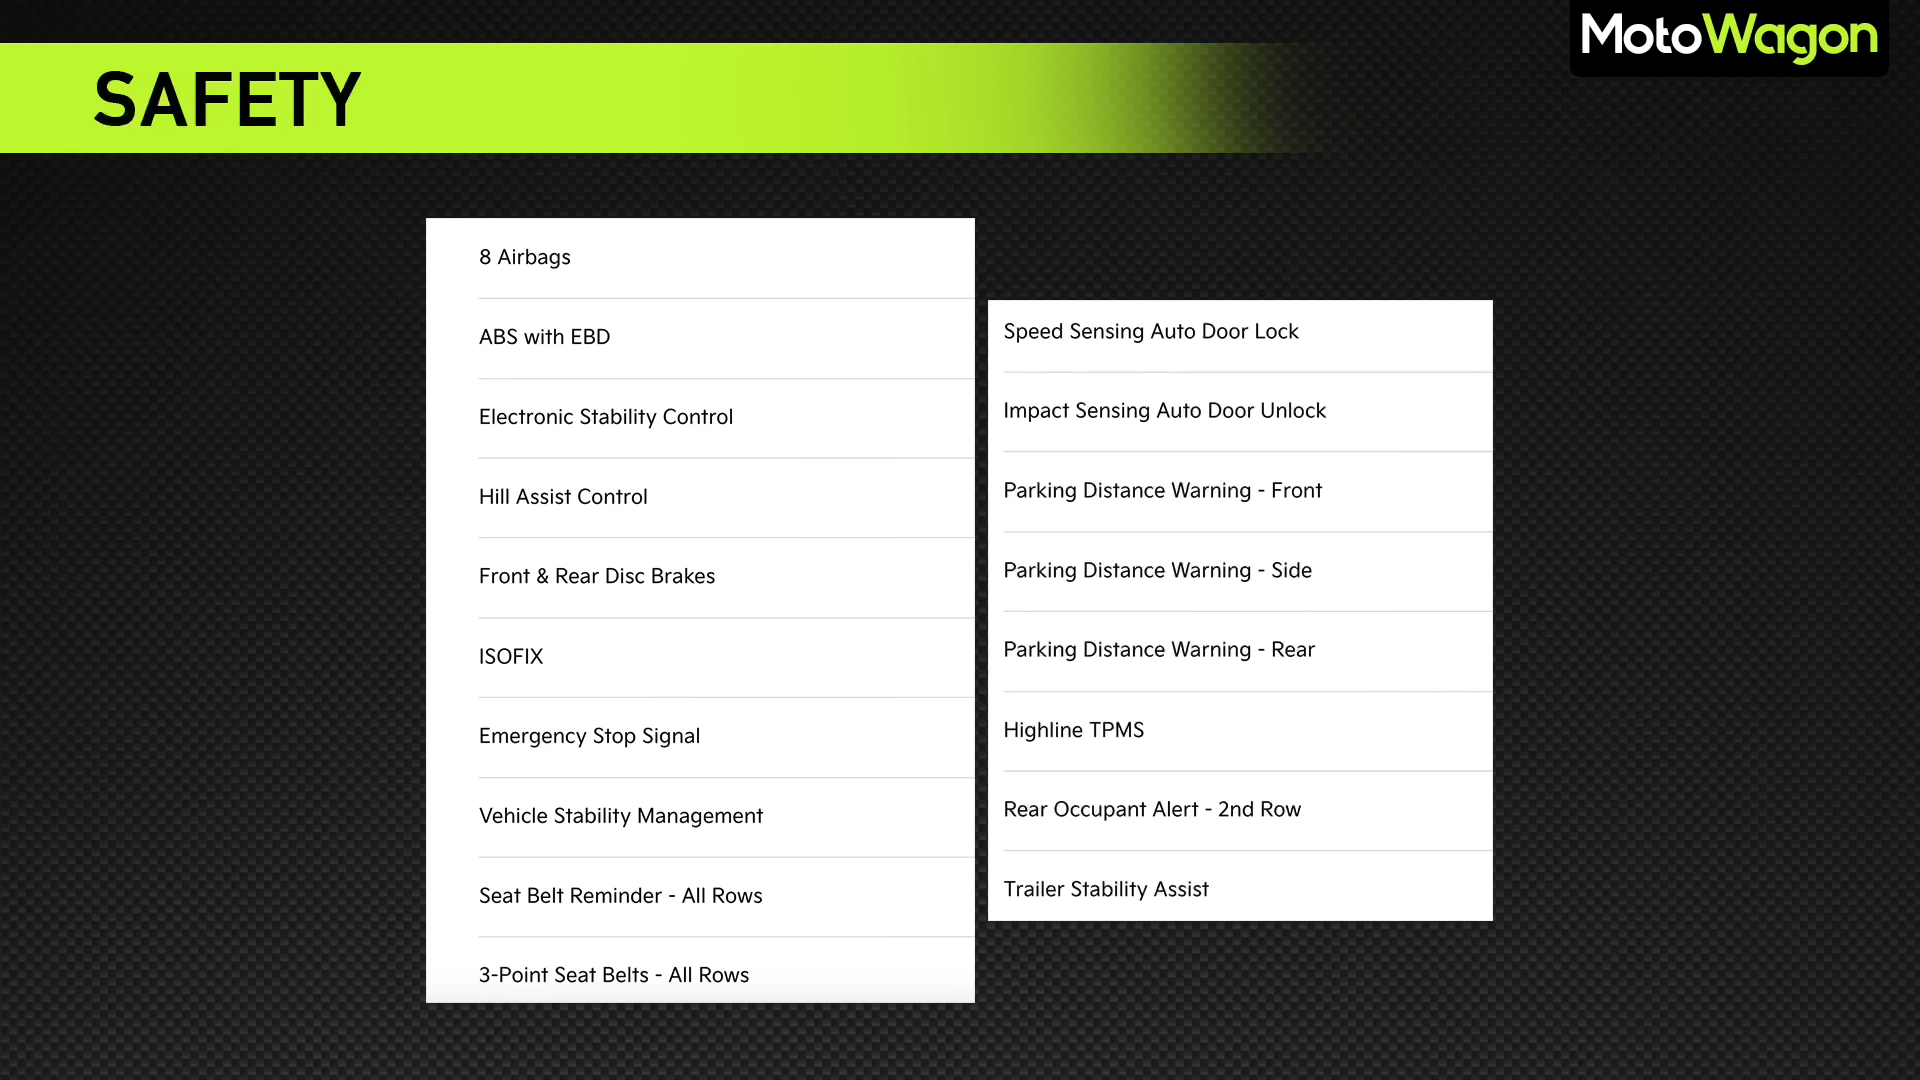 MotoWagon
SAFETY
8 Airbags
ABS with EBD
Electronic Stability Control
Hill Assist Control
Front & Rear Disc Brakes
ISOFIX
Emergency Stop Signal
Vehicle Stability Management
Seat Belt Reminder - All Rows
3-Point Seat Belts - All Rows
Speed Sensing Auto Door Lock
Impact Sensing Auto Door Unlock
Parking Distance Warning - Front
Parking Distance Warning - Side
Parking Distance Warning - Rear
Highline TPMS
Rear Occupant Alert - 2nd Row
Trailer Stability Assist